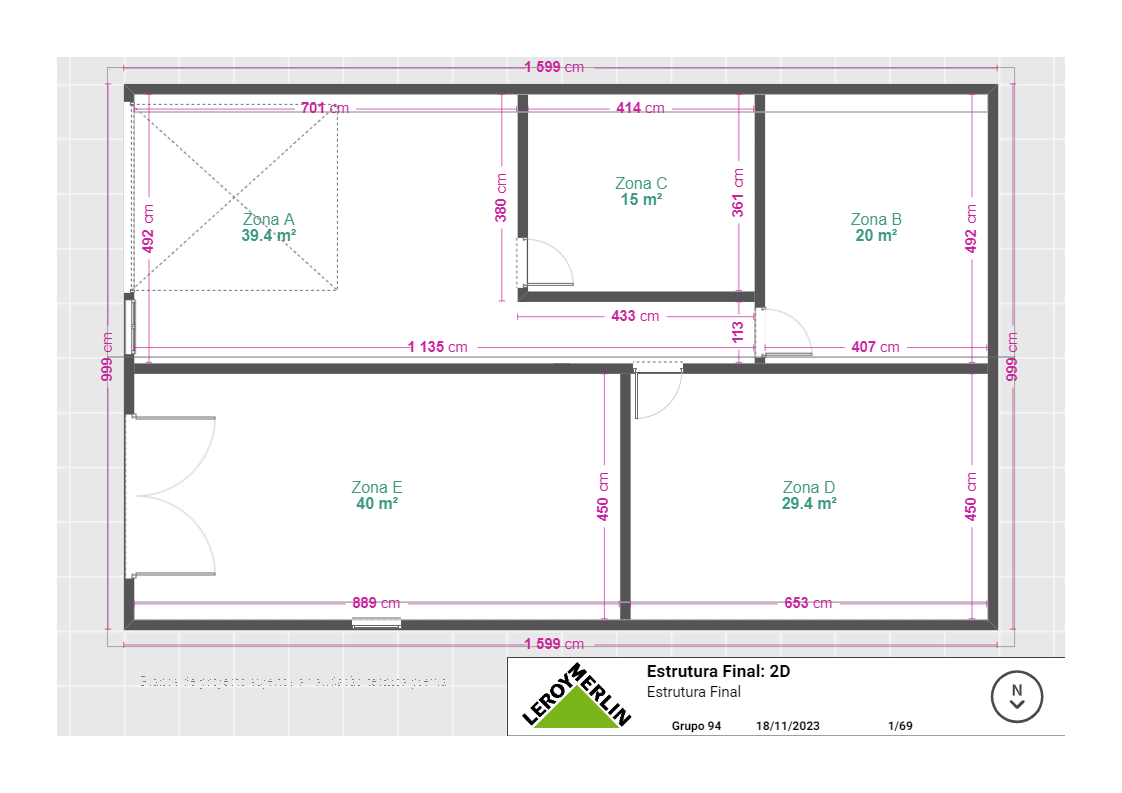 1 599 cm
701 cm
414 cm
Zona A
39.4 m²
492 cm
380 cm
Zona C
15 m²
361 cm
Zona B
20 m²
492 cm
433 cm
113
999 cm
1 135 cm
407 cm
999 cm
Zona E
40 m²
450 cm
Zona D
29.4 m²
450 cm
889 cm
653 cm
1 599 cm
LEROY MERLIN
Estrutura Final: 2D
Estrutura Final
Grupo 94 18/11/2023 1/69
N